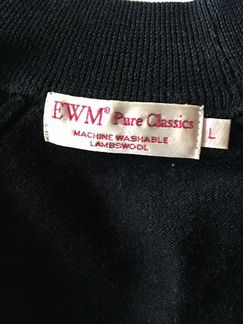 EWM® Pure Classics
MACHINE WASHABLE
LAMBSWOOL
L